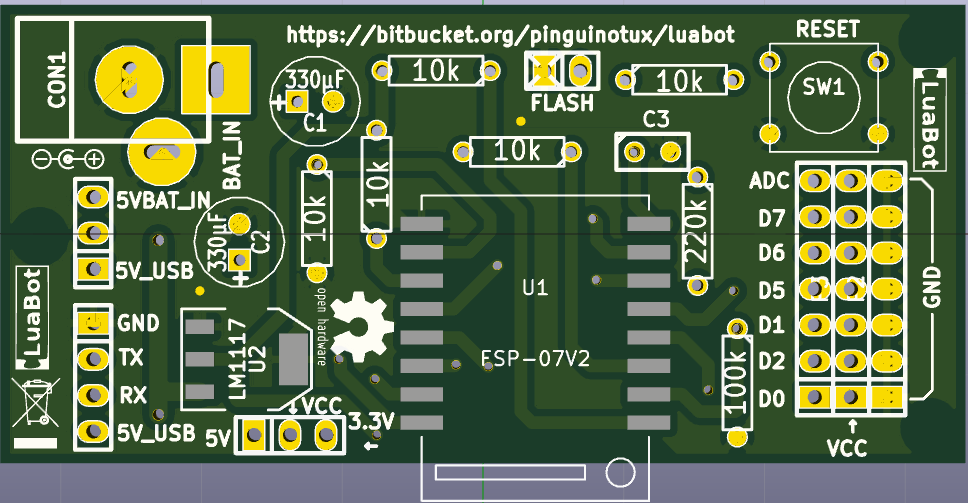 https://bitbucket.org/pinguinotux/luabot
RESET
CON1
330µF
C1
10k
FLASH
10k
SW1
LuaBot
BAT_IN
10k
C3
10k
10k
220k
5VBAT_IN
330µF
C2
5V_USB
ADC
D7
D6
D5
D1
D2
D0
GND
VCC
LuaBot
GND
TX
RX
5V_USB
LM1117
U2
open hardware
U1
ESP-07V2
100k
VCC
5V
3.3V